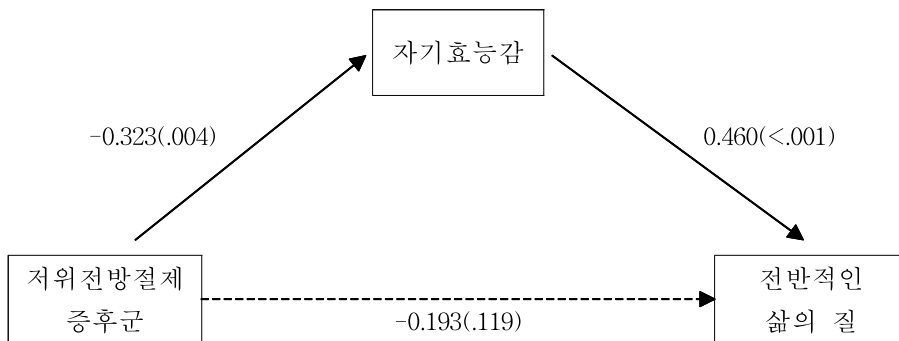 자기효능감
-0.323(.004)
0.460(<.001)
저위전방절제
증후군
-0.193(.119)
전반적인
삶의 질